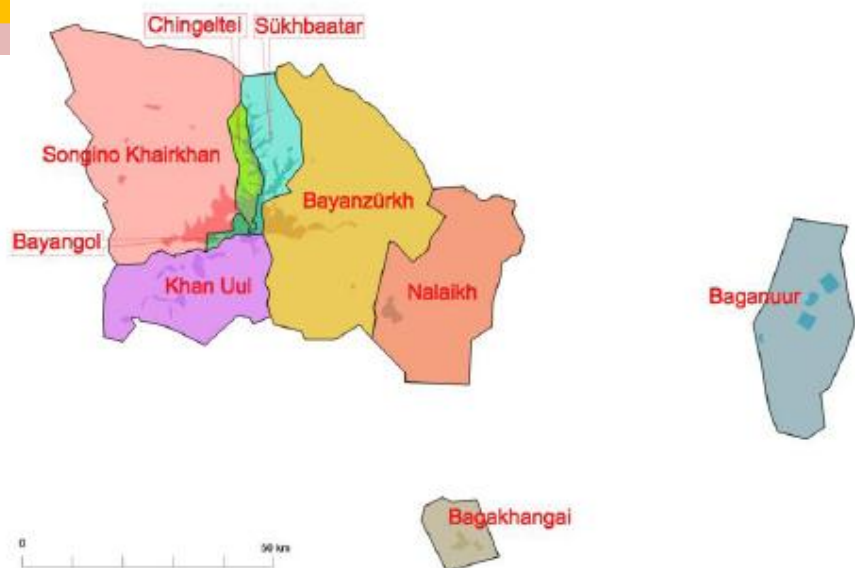 Chingeltei Sükhbaatar
Songino Khairkhan
Bayanzürkh
Bayangol
Khan Uul
Nalaikh
Baganuur
Bagakhangai
0 50 km